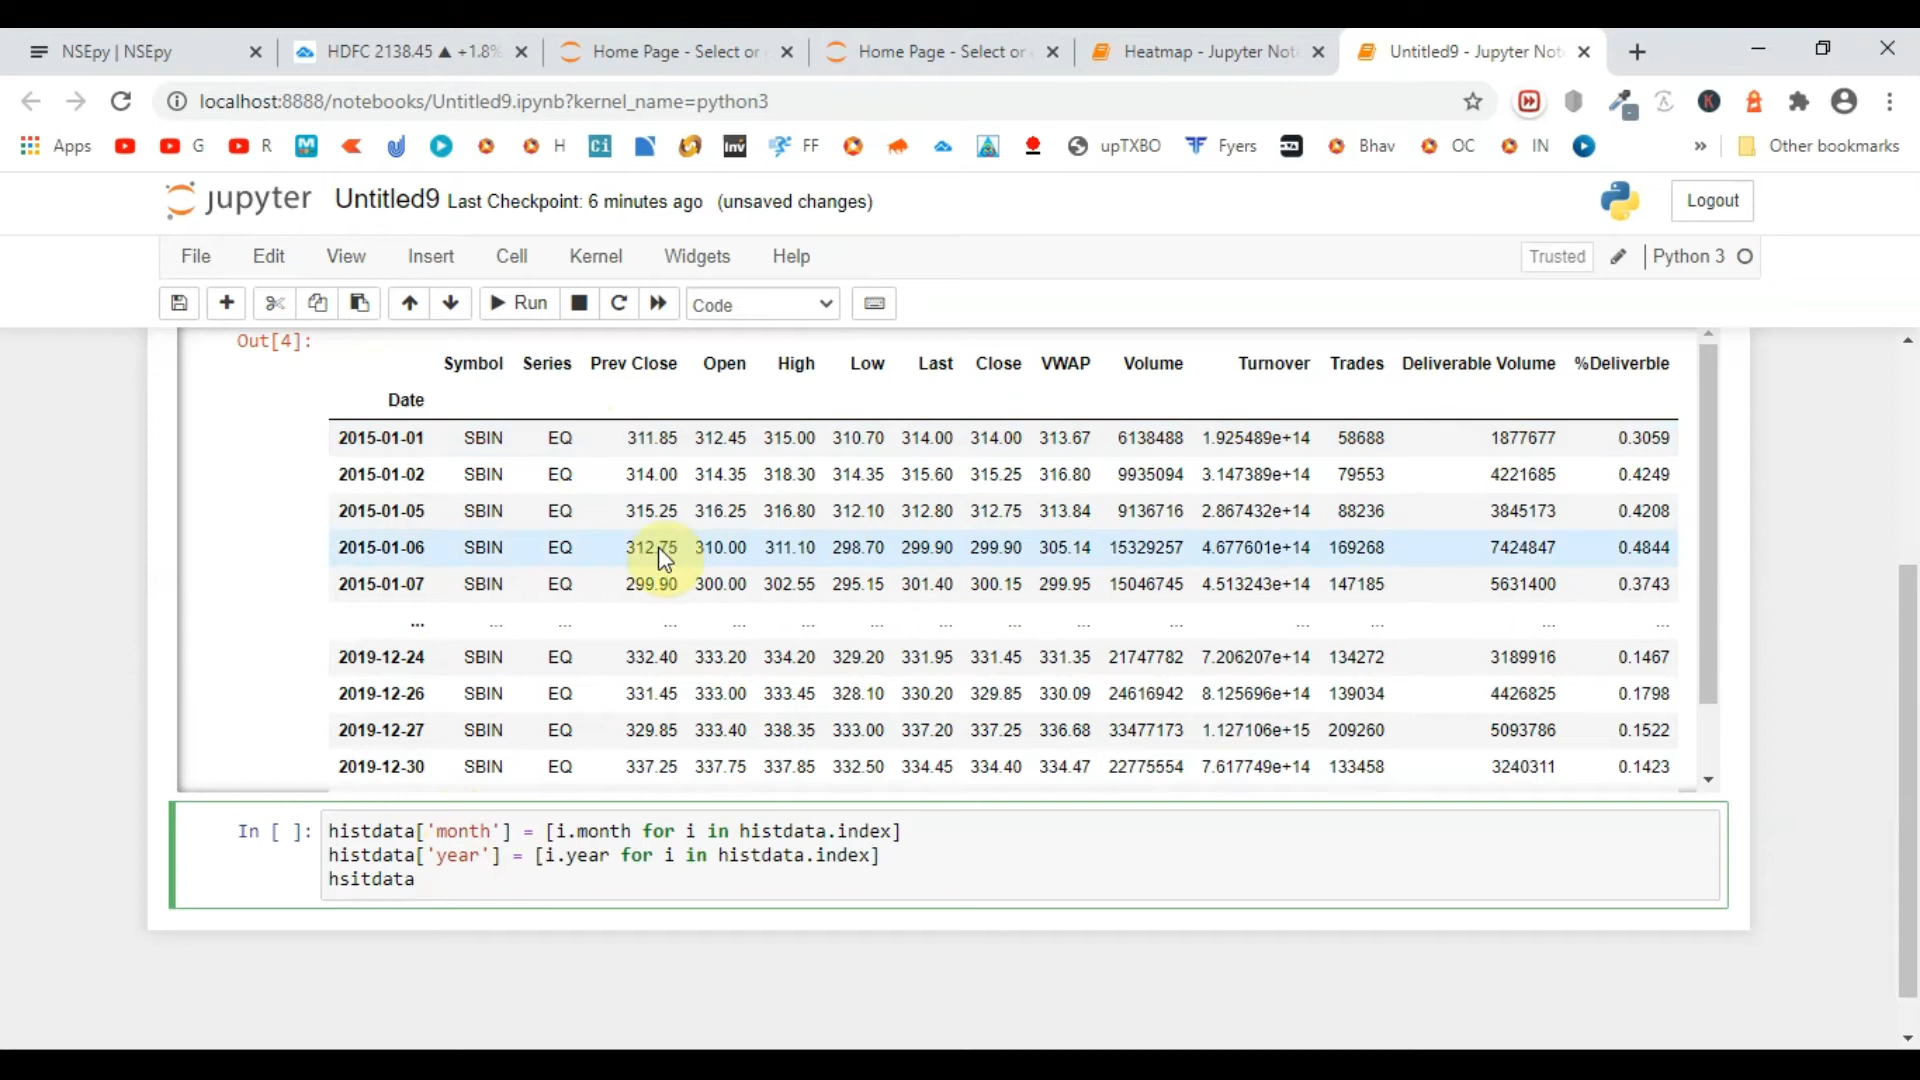 NSEpy | NSEpy
HDFC 2138.45 ▲ +1.8%
Home Page - Select or
Home Page - Select or
Heatmap - Jupyter Not
Untitled9 - Jupyter Not
localhost:8888/notebooks/Untitled9.ipynb?kernel_name=python3
Apps G R H Ci Inv FF upTXBO Fyers Bhav OC IN » Other bookmarks
jupyter Untitled9 Last Checkpoint: 6 minutes ago (unsaved changes) Logout
File Edit View Insert Cell Kernel Widgets Help Trusted Python 3
Run Code
Out[4]:
Symbol Series Prev Close Open High Low Last Close VWAP Volume Turnover Trades Deliverable Volume %Deliverble
Date
2015-01-01 SBIN EQ 311.85 312.45 315.00 310.70 314.00 314.00 313.67 6138488 1.925489e+14 58688 1877677 0.3059
2015-01-02 SBIN EQ 314.00 314.35 318.30 314.35 315.60 315.25 316.80 9935094 3.147389e+14 79553 4221685 0.4249
2015-01-05 SBIN EQ 315.25 316.25 316.80 312.10 312.80 312.75 313.84 9136716 2.867432e+14 88236 3845173 0.4208
2015-01-06 SBIN EQ 312.75 310.00 311.10 298.70 299.90 299.90 305.14 15329257 4.677601e+14 169268 7424847 0.4844
2015-01-07 SBIN EQ 299.90 300.00 302.55 295.15 301.40 300.15 299.95 15046745 4.513243e+14 147185 5631400 0.3743
... ... ... ... ... ... ... ... ... ... ... ... ... ... ...
2019-12-24 SBIN EQ 332.40 333.20 334.20 329.20 331.95 331.45 331.35 21747782 7.206207e+14 134272 3189916 0.1467
2019-12-26 SBIN EQ 331.45 333.00 333.45 328.10 330.20 329.85 330.09 24616942 8.125696e+14 139034 4426825 0.1798
2019-12-27 SBIN EQ 329.85 333.40 338.35 333.00 337.20 337.25 336.68 33477173 1.127106e+15 209260 5093786 0.1522
2019-12-30 SBIN EQ 337.25 337.75 337.85 332.50 334.45 334.40 334.47 22775554 7.617749e+14 133458 3240311 0.1423
In [ ]: histdata['month'] = [i.month for i in histdata.index]
histdata['year'] = [i.year for i in histdata.index]
hsitdata